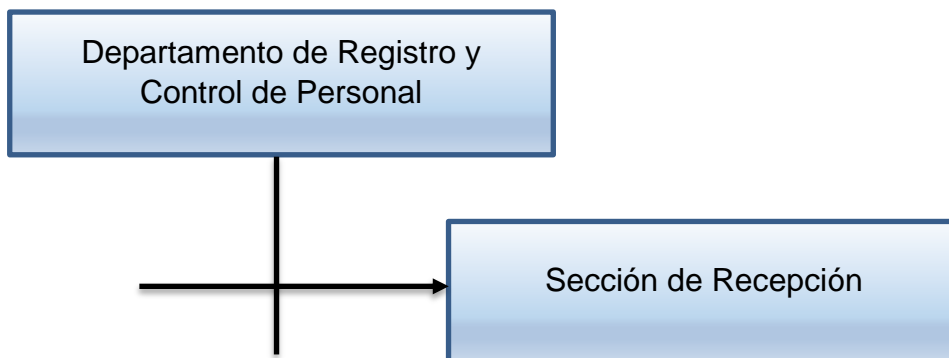 Departamento de Registro y
Control de Personal
Sección de Recepción